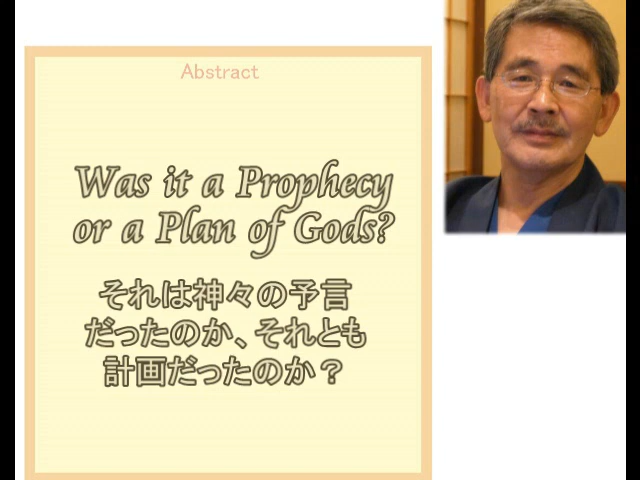 Abstract
Was it a Prophecy
or a Plan of Gods?
それは神々の予言
だったのか、それとも
計画だったのか？